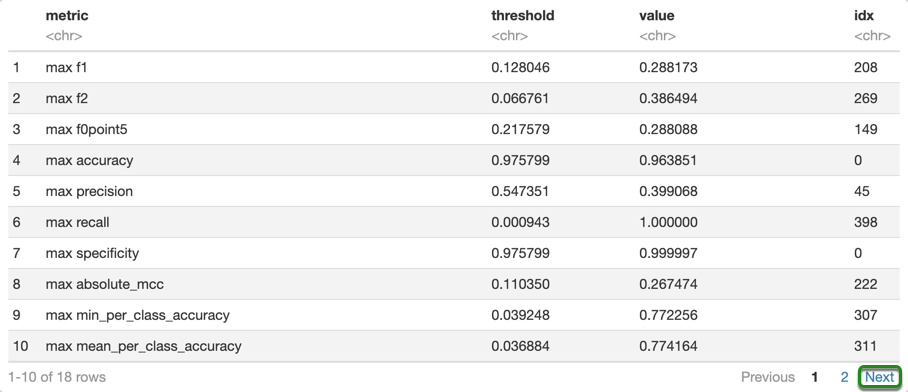 metric threshold value idx
<chr> <chr> <chr> <chr>
1 max f1 0.128046 0.288173 208
2 max f2 0.066761 0.386494 269
3 max f0point5 0.217579 0.288088 149
4 max accuracy 0.975799 0.963851 0
5 max precision 0.547351 0.399068 45
6 max recall 0.000943 1.000000 398
7 max specificity 0.975799 0.999997 0
8 max absolute_mcc 0.110350 0.267474 222
9 max min_per_class_accuracy 0.039248 0.772256 307
10 max mean_per_class_accuracy 0.036884 0.774164 311
1-10 of 18 rows Previous 1 2 Next